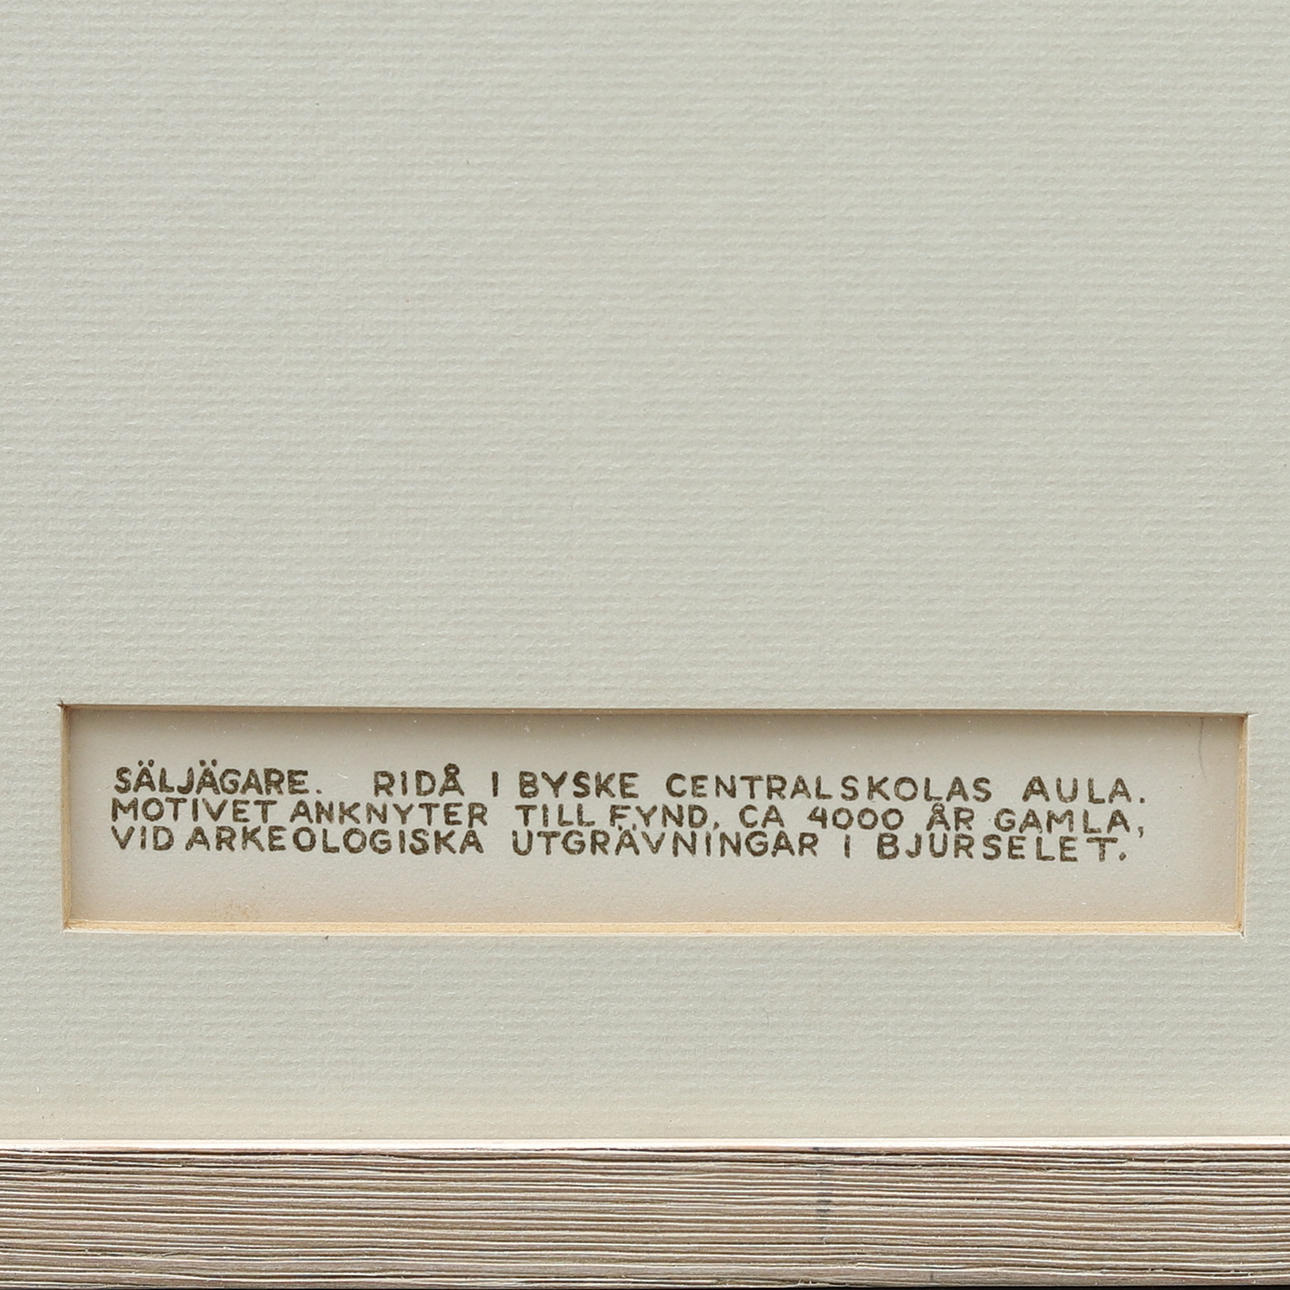 SÄLJÄGARE. RIDÅ I BYSKE CENTRALSKOLAS AULA.
MOTIVET ANKNYTER TILL FYND, CA 4000 ÅR GAMLA,
VID ARKEOLOGISKA UTGRÄVNINGAR I BJURSELET.